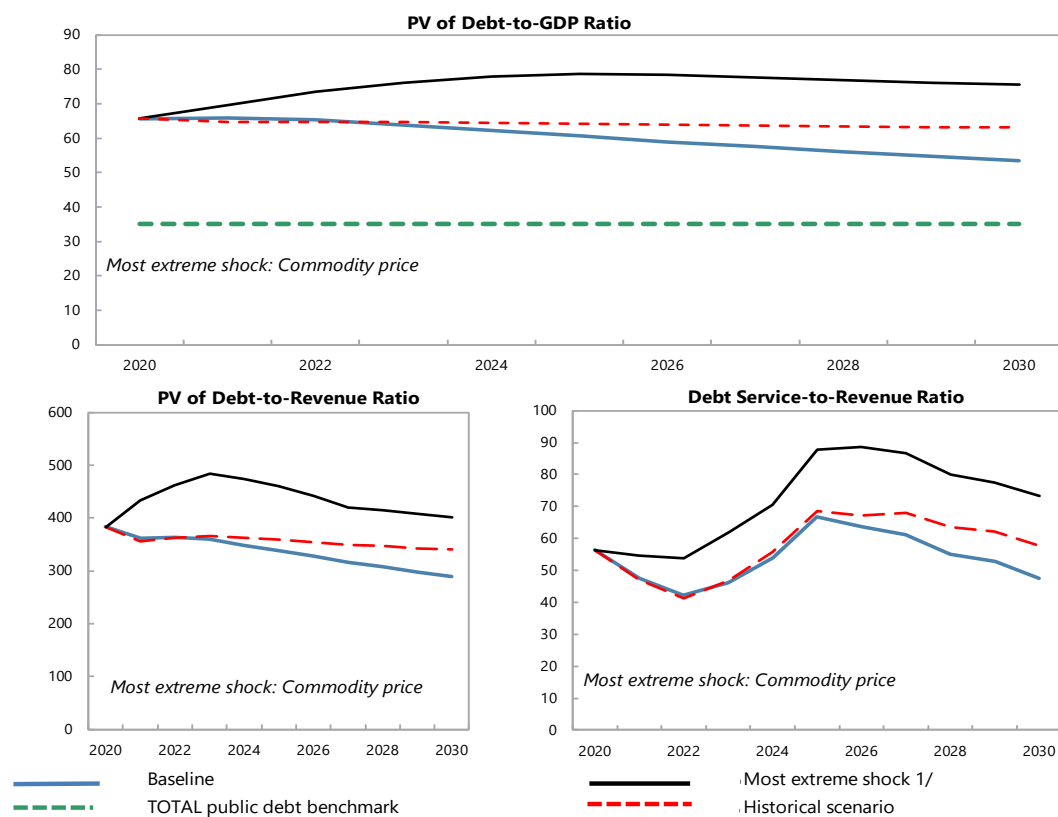 PV of Debt-to-GDP Ratio
90
80
70
60
50
40
30
20
10
0
Most extreme shock: Commodity price
2020 2022 2024 2026 2028 2030
PV of Debt-to-Revenue Ratio
600
500
400
300
200
100
0
Most extreme shock: Commodity price
2020 2022 2024 2026 2028 2030
Debt Service-to-Revenue Ratio
100
90
80
70
60
50
40
30
20
10
0
Most extreme shock: Commodity price
2020 2022 2024 2026 2028 2030
Baseline
Most extreme shock 1/
TOTAL public debt benchmark
Historical scenario